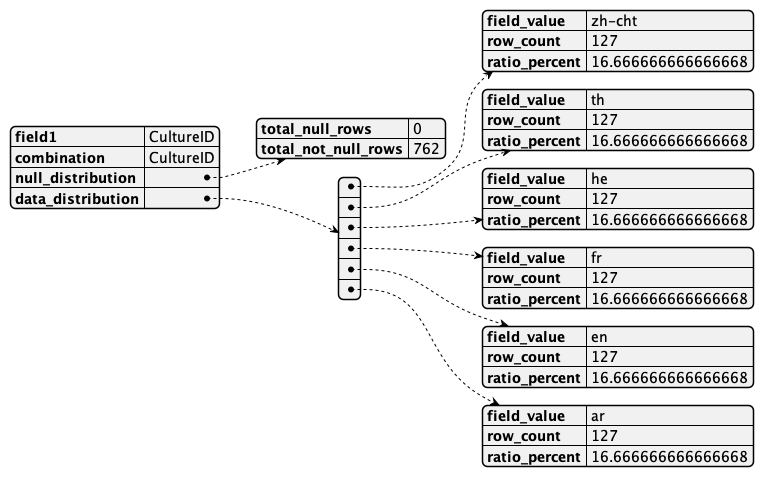 field1 CultureID
combination CultureID
null_distribution
data_distribution
total_null_rows 0
total_not_null_rows 762
field_value zh-cht
row_count 127
ratio_percent 16.666666666666668
field_value th
row_count 127
ratio_percent 16.666666666666668
field_value he
row_count 127
ratio_percent 16.666666666666668
field_value fr
row_count 127
ratio_percent 16.666666666666668
field_value en
row_count 127
ratio_percent 16.666666666666668
field_value ar
row_count 127
ratio_percent 16.666666666666668